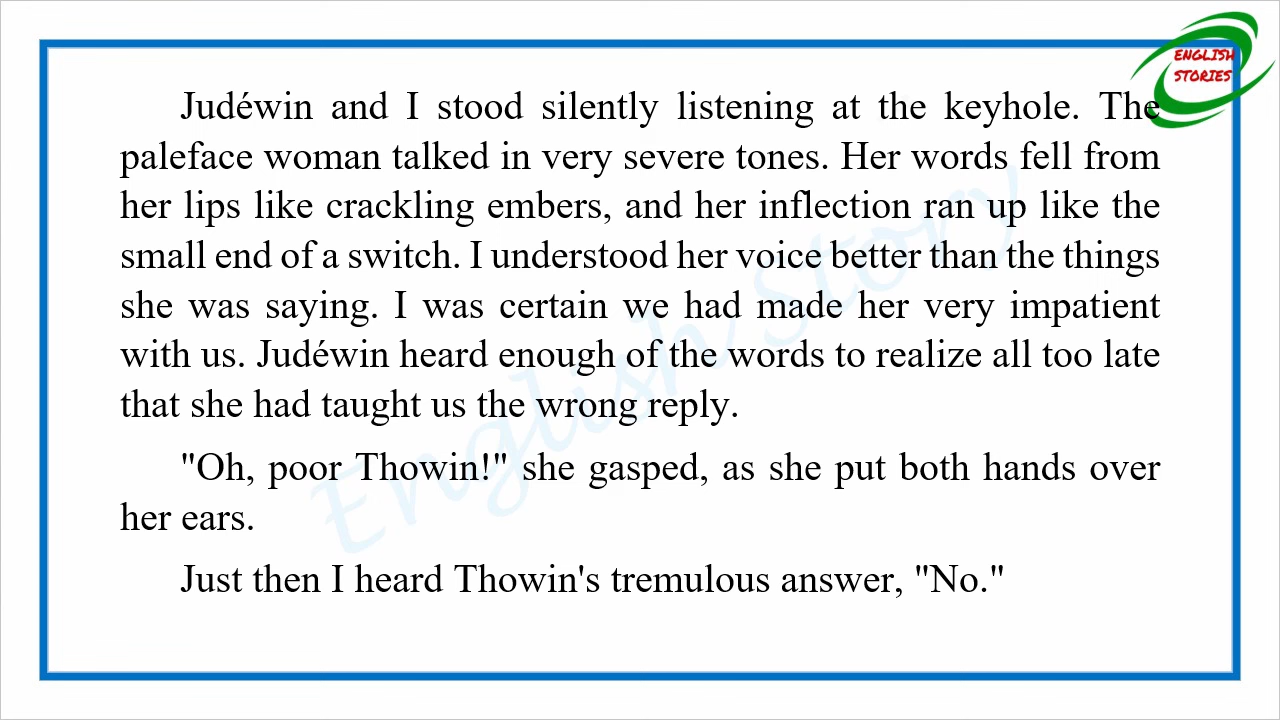 ENGLISH
STORIES
Judéwin and I stood silently listening at the keyhole. The
paleface woman talked in very severe tones. Her words fell from
her lips like crackling embers, and her inflection ran up like the
small end of a switch. I understood her voice better than the things
she was saying. I was certain we had made her very impatient
with us. Judéwin heard enough of the words to realize all too late
that she had taught us the wrong reply.
"Oh, poor Thowin!" she gasped, as she put both hands over
her ears.
Just then I heard Thowin's tremulous answer, "No."
English Story